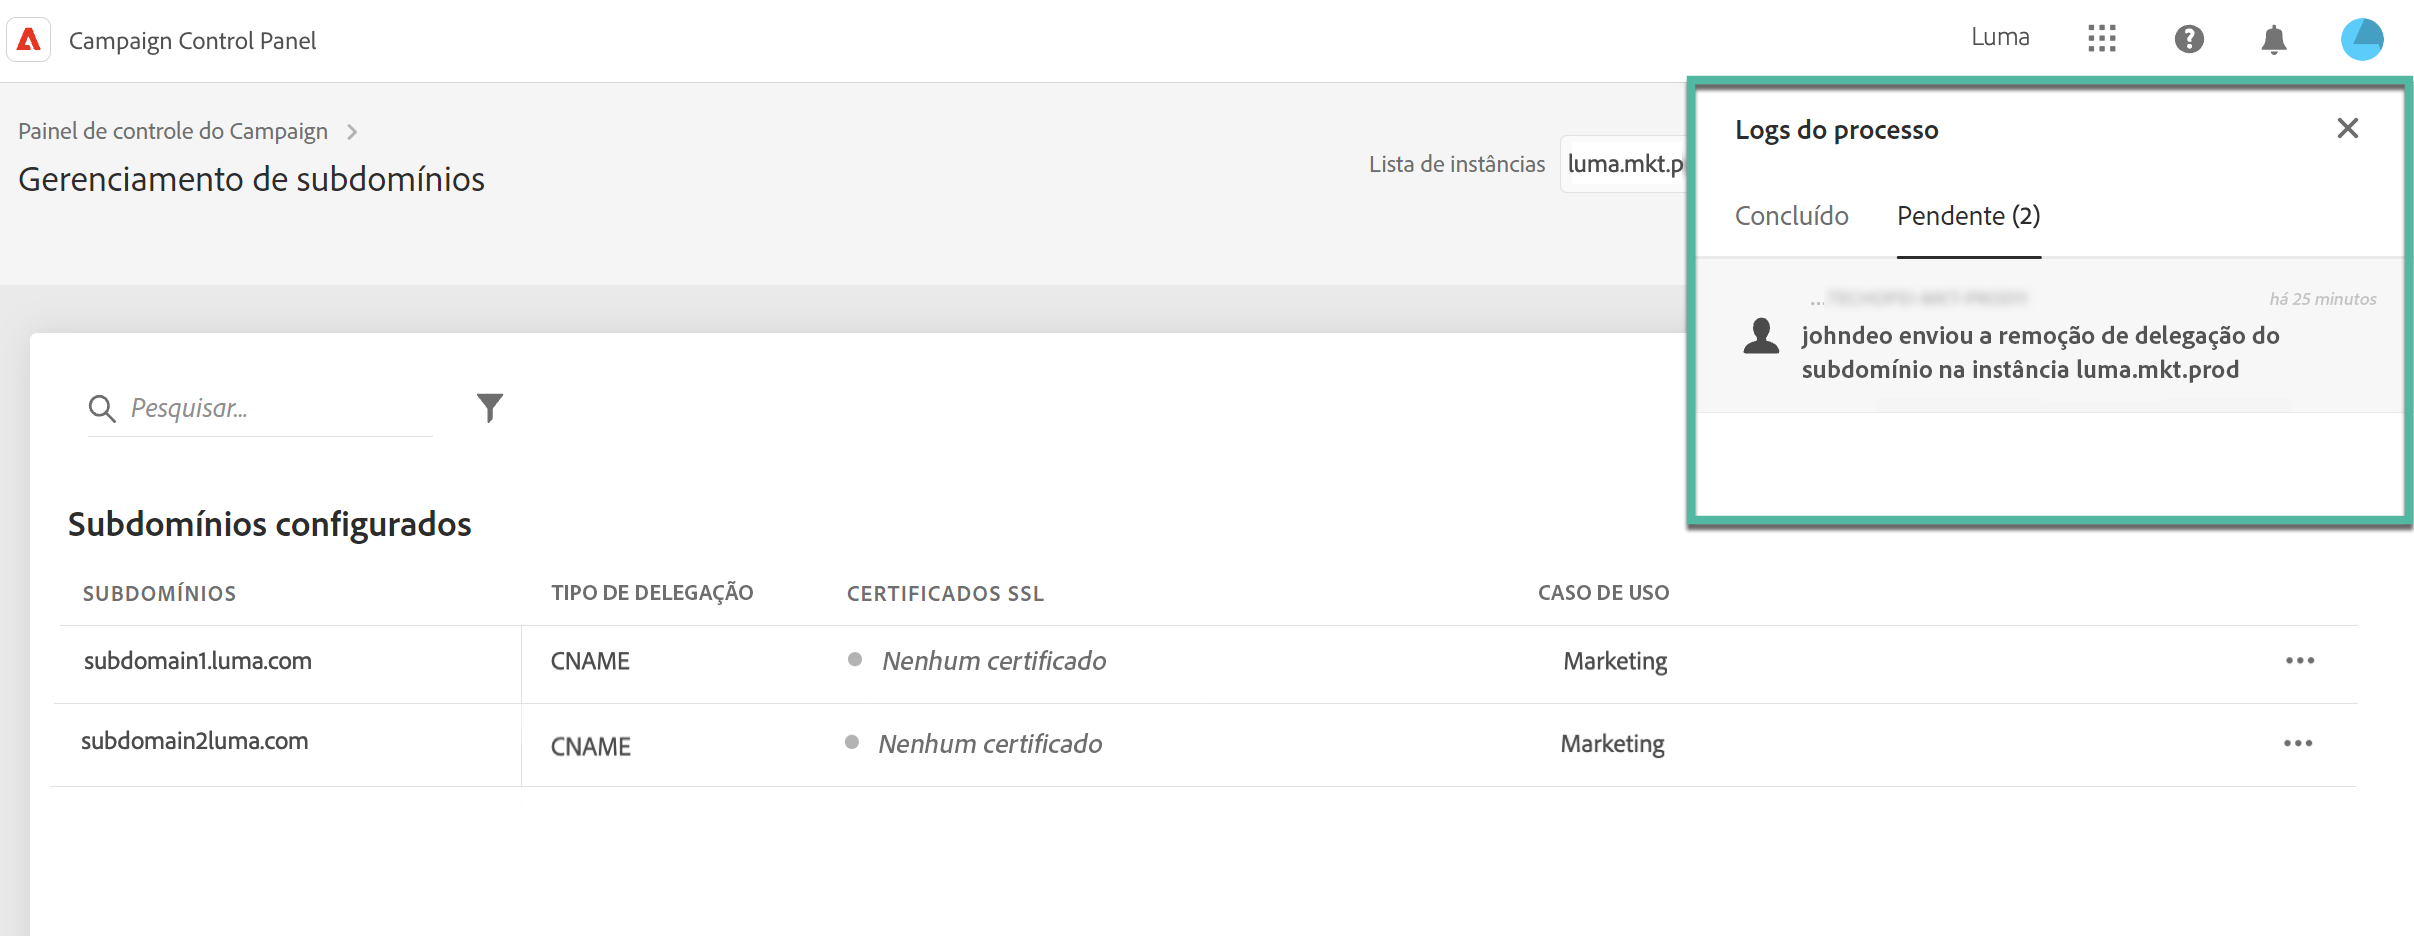 Campaign Control Panel
Luma
Painel de controle do Campaign
Gerenciamento de subdomínios
Lista de instâncias
luma.mkt.p
Logs do processo
Concluído
Pendente (2)
...
há 25 minutos
johndeo enviou a remoção de delegação do
subdomínio na instância luma.mkt.prod
Pesquisar...
Subdomínios configurados
SUBDOMÍNIOS
TIPO DE DELEGAÇÃO
CERTIFICADOS SSL
CASO DE USO
subdomain1.luma.com
CNAME
Nenhum certificado
Marketing
subdomain2luma.com
CNAME
Nenhum certificado
Marketing